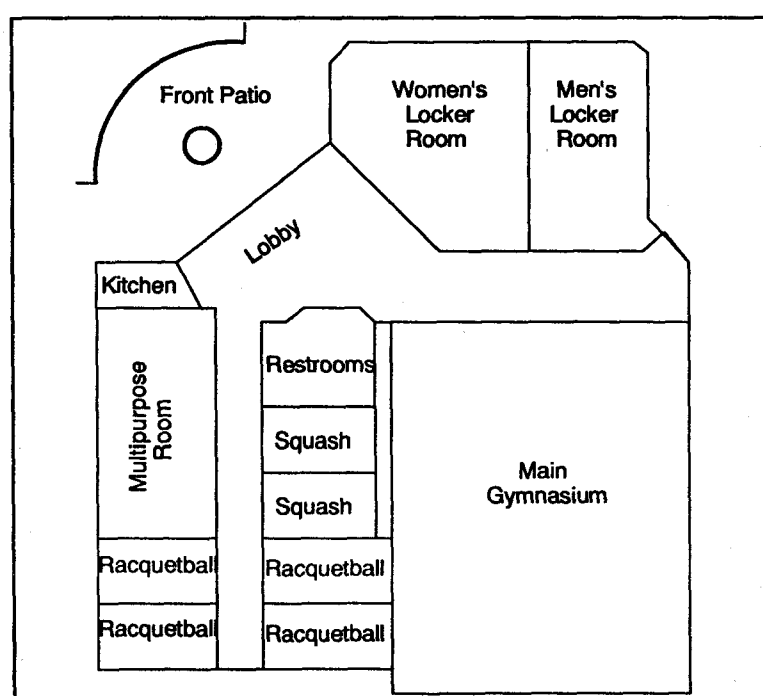 Front Patio
Women's
Locker
Room
Men's
Locker
Room
Lobby
Kitchen
Multipurpose
Room
Restrooms
Squash
Squash
Main
Gymnasium
Racquetball
Racquetball
Racquetball
Racquetball